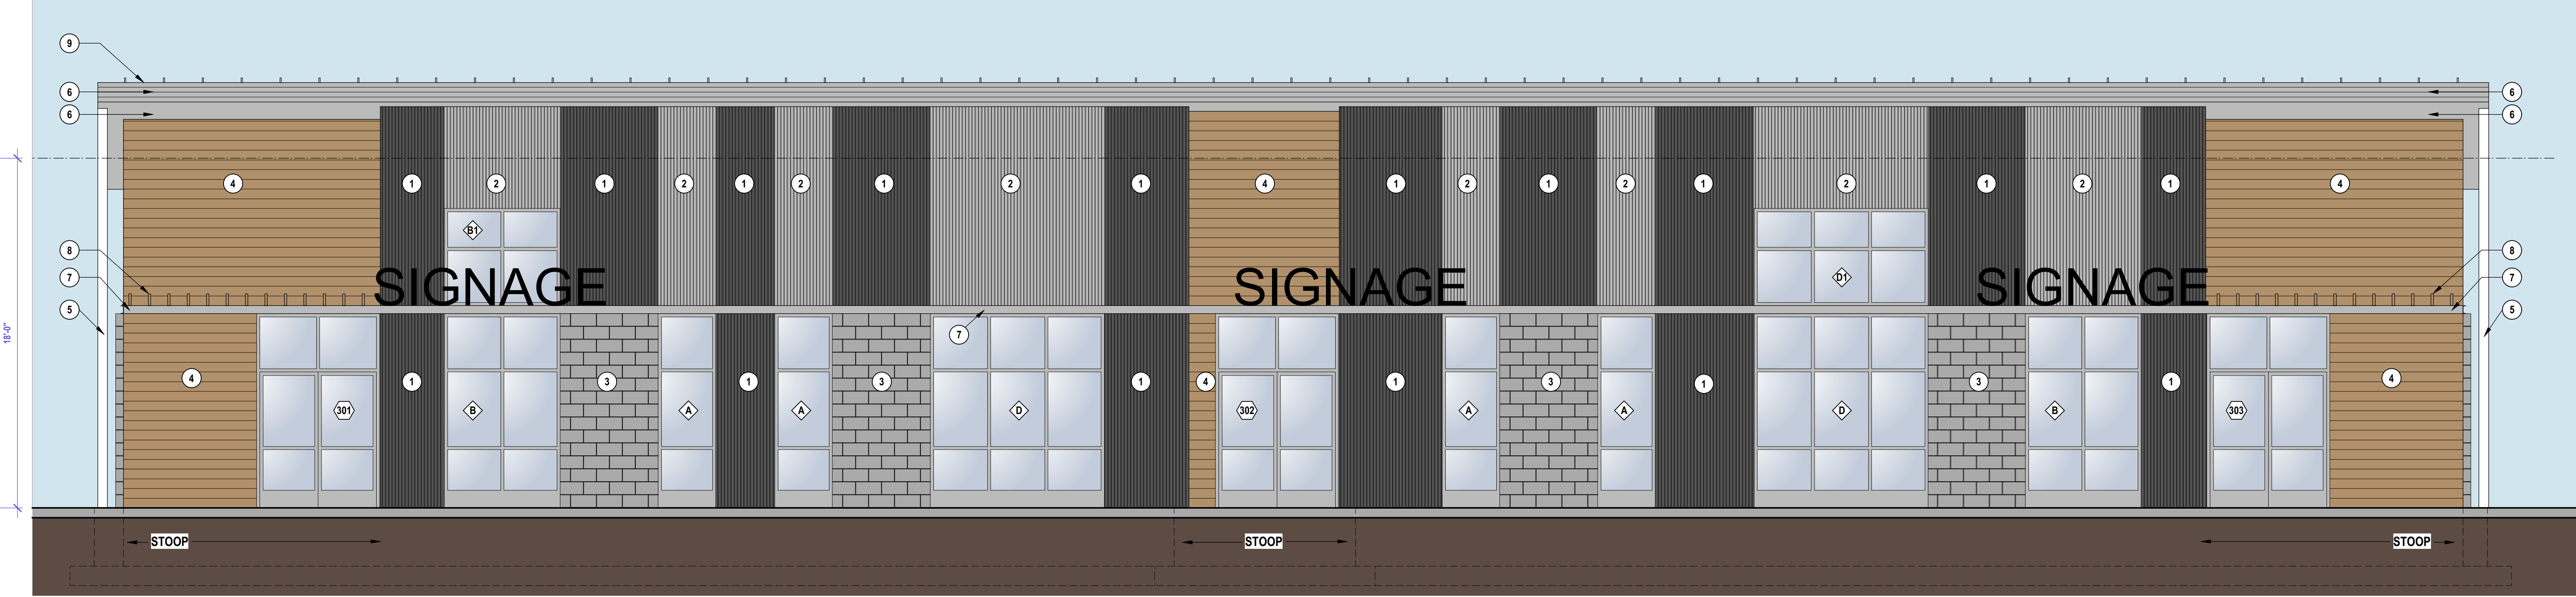 9
6 6
6 6
4 1 2 1 2 1 2 1 2 1 4 1 2 1 2 1 2 1 2 1 4
B1
8 8
7 D1 7
SIGNAGE SIGNAGE SIGNAGE
5 5
18'-0"
7
4 4
1 3 1 3 1 4 1 3 1 3 1
301 B A A D 302 A A D B 303
STOOP STOOP STOOP